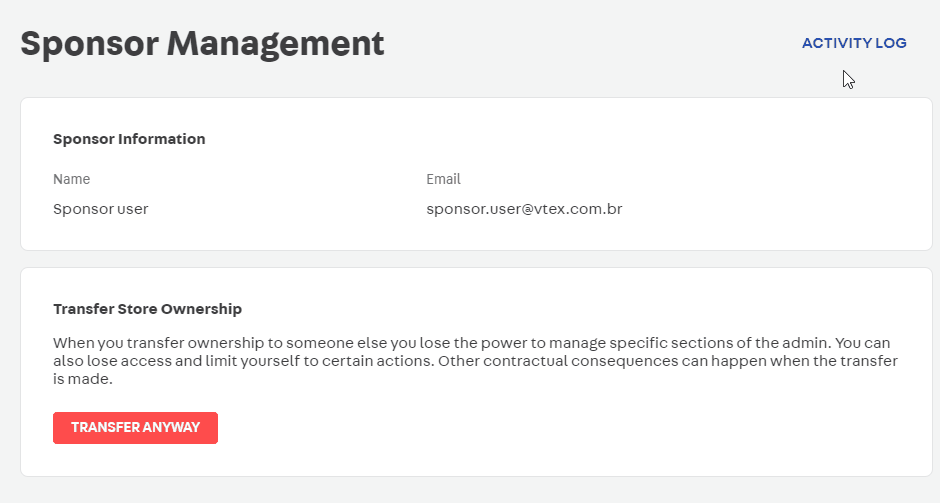 Sponsor Management
ACTIVITY LOG
Sponsor Information
Name
Email
Sponsor user
sponsor.user@vtex.com.br
Transfer Store Ownership
When you transfer ownership to someone else you lose the power to manage specific sections of the admin. You can
also lose access and limit yourself to certain actions. Other contractual consequences can happen when the transfer
is made.
TRANSFER ANYWAY